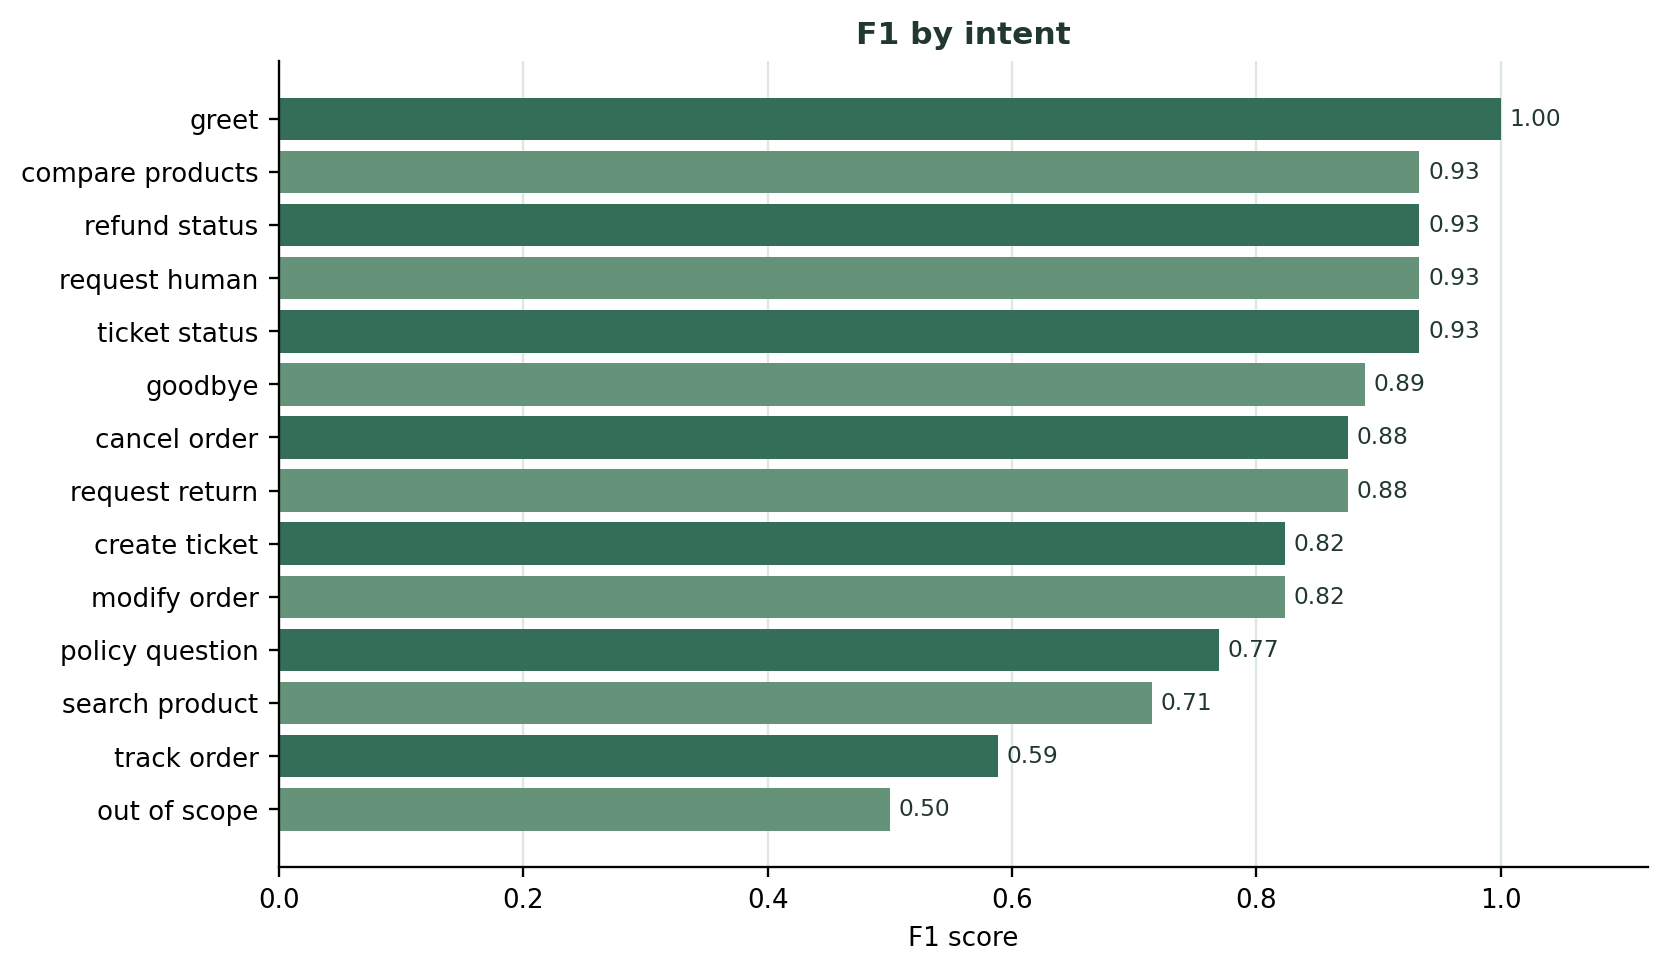 F1 by intent
greet 1.00
compare products 0.93
refund status 0.93
request human 0.93
ticket status 0.93
goodbye 0.89
cancel order 0.88
request return 0.88
create ticket 0.82
modify order 0.82
policy question 0.77
search product 0.71
track order 0.59
out of scope 0.50
0.0 0.2 0.4 0.6 0.8 1.0
F1 score